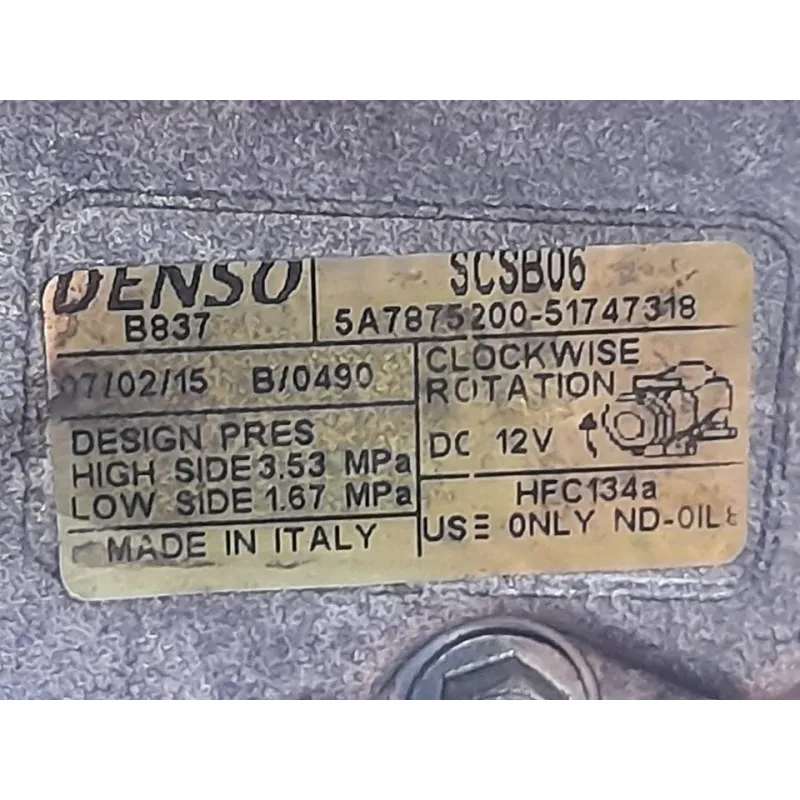 DENSO
B837
SCSB06
5A7875200-51747318
07/02/15 B/0490
DESIGN PRES
HIGH SIDE 3.53 MPa
LOW SIDE 1.67 MPa
MADE IN ITALY
CLOCKWISE
ROTATION
DC 12V
HFC134a
USE ONLY ND-OIL8